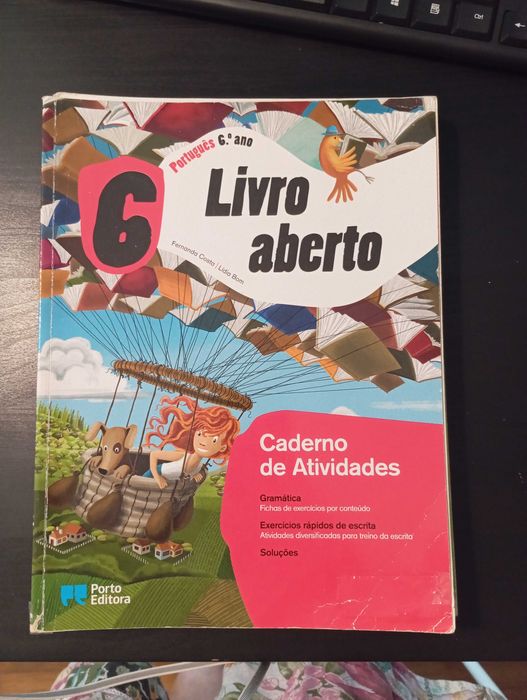 Português 6.º ano
6
Livro
aberto
Fernanda Costa | Lídia Bom
Caderno
de Atividades
Gramática
Fichas de exercícios por conteúdo
Exercícios rápidos de escrita
Atividades diversificadas para treino da escrita
Soluções
Porto
Editora
Ctrl